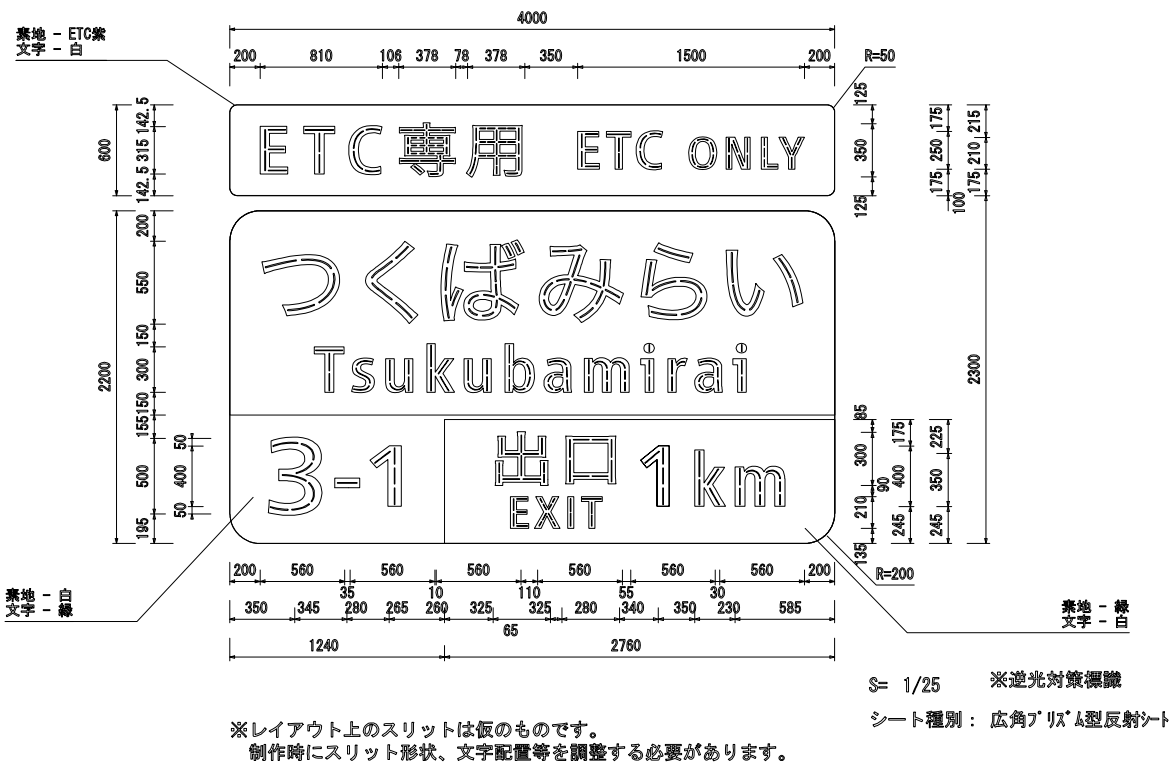 4000
200 810 106 378 78 378 350 1500 200
素地 - ETC紫
文字 - 白
R=50
600
142.5 315 142.5
ETC専用 ETC ONLY
125 350 125
175 250 175
215 210 175
100
2200
200 550 150 300 150 155 500 195
50 400 50
つくばみらい
Tsukubamirai
3-1
出口 1km
EXIT
85 300 90 210 135
175 400 245
225 350 245
2300
200 560 35 560 10 560 110 560 55 560 30 560 200
R=200
350 345 280 265 260 325 65 325 280 340 350 230 585
1240 2760
素地 - 白
文字 - 緑
素地 - 緑
文字 - 白
S= 1/25 ※逆光対策標識
シート種別: 広角プリズム型反射シート
※レイアウト上のスリットは仮のものです。
制作時にスリット形状、文字配置等を調整する必要があります。